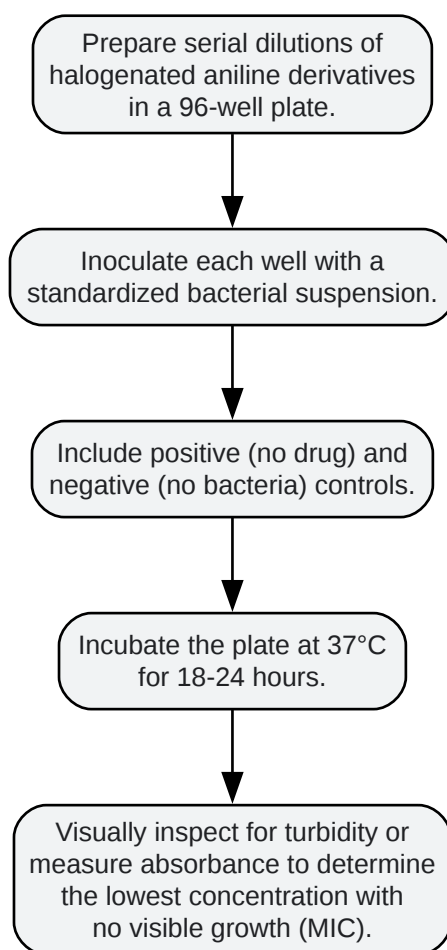 Prepare serial dilutions of
halogenated aniline derivatives
in a 96-well plate.
Inoculate each well with a
standardized bacterial suspension.
Include positive (no drug) and
negative (no bacteria) controls.
Incubate the plate at 37°C
for 18-24 hours.
Visually inspect for turbidity or
measure absorbance to determine
the lowest concentration with
no visible growth (MIC).